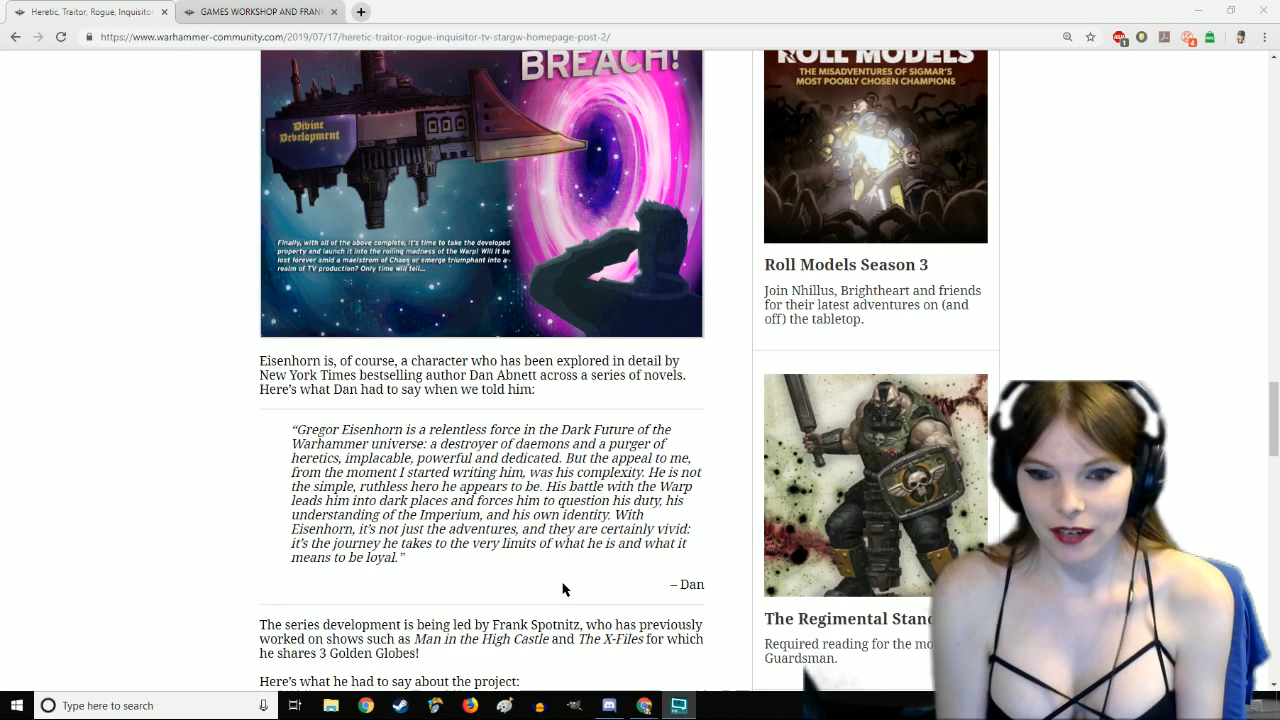 Heretic, Traitor, Rogue, Inquisitor
GAMES WORKSHOP AND FRANK
https://www.warhammer-community.com/2019/07/17/heretic-traitor-rogue-inquisitor-tv-stargw-homepage-post-2/
BREACH!
Divine
Development
Finally, with all of the above complete, it's time to take the developed
property and launch it into the roiling madness of the Warp! Will it be
lost forever amid a maelstrom of Chaos or emerge triumphant into a
realm of TV production? Only time will tell...
Eisenhorn is, of course, a character who has been explored in detail by
New York Times bestselling author Dan Abnett across a series of novels.
Here's what Dan had to say when we told him:
“Gregor Eisenhorn is a relentless force in the Dark Future of the
Warhammer universe: a destroyer of daemons and a purger of
heretics, implacable, powerful and dedicated. But the appeal to me,
from the moment I started writing him, was his complexity. He is not
the simple, ruthless hero he appears to be. His battle with the Warp
leads him into dark places and forces him to question his duty, his
understanding of the Imperium, and his own identity. With
Eisenhorn, it's not just the adventures, and they are certainly vivid:
it's the journey he takes to the very limits of what he is and what it
means to be loyal.”
– Dan
The series development is being led by Frank Spotnitz, who has previously
worked on shows such as Man in the High Castle and The X-Files for which
he shares 3 Golden Globes!
Here's what he had to say about the project:
ROLL MODELS
THE MISADVENTURES OF SIGMAR'S
MOST POORLY CHOSEN CHAMPIONS
Roll Models Season 3
Join Nhillus, Brightheart and friends
for their latest adventures on (and
off) the tabletop.
The Regimental Stan
Required reading for the mo
Guardsman.
Type here to search